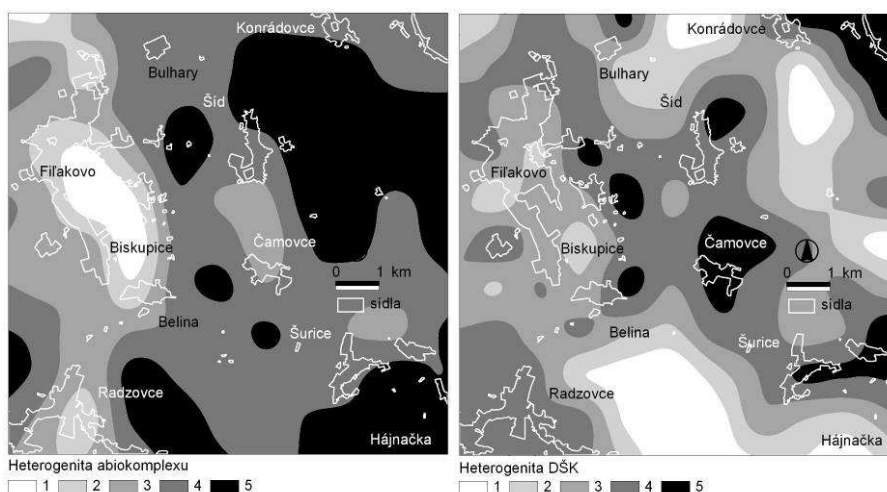 Konrádovce
Bulhary
Šíd
Fiľakovo
Biskupice
Čamovce
0 1 km
sídla
Belina
Šurice
Radzovce
Hájnačka
Heterogenita abiokomplexu
1 2 3 4 5
Konrádovce
Bulhary
Šíd
Fiľakovo
Biskupice
Čamovce
0 1 km
sídla
Belina
Šurice
Radzovce
Hájnačka
Heterogenita DŠK
1 2 3 4 5